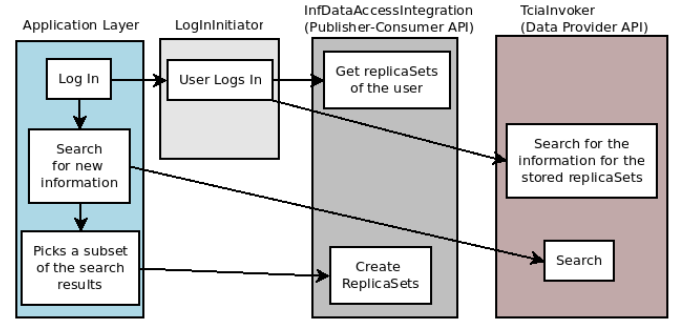 Application Layer
LogInInitiator
InfDataAccessIntegration
(Publisher-Consumer API)
TciaInvoker
(Data Provider API)
Log In
User Logs In
Get replicaSets
of the user
Search
for new
information
Search for the
information for the
stored replicaSets
Picks a subset
of the search
results
Create
ReplicaSets
Search